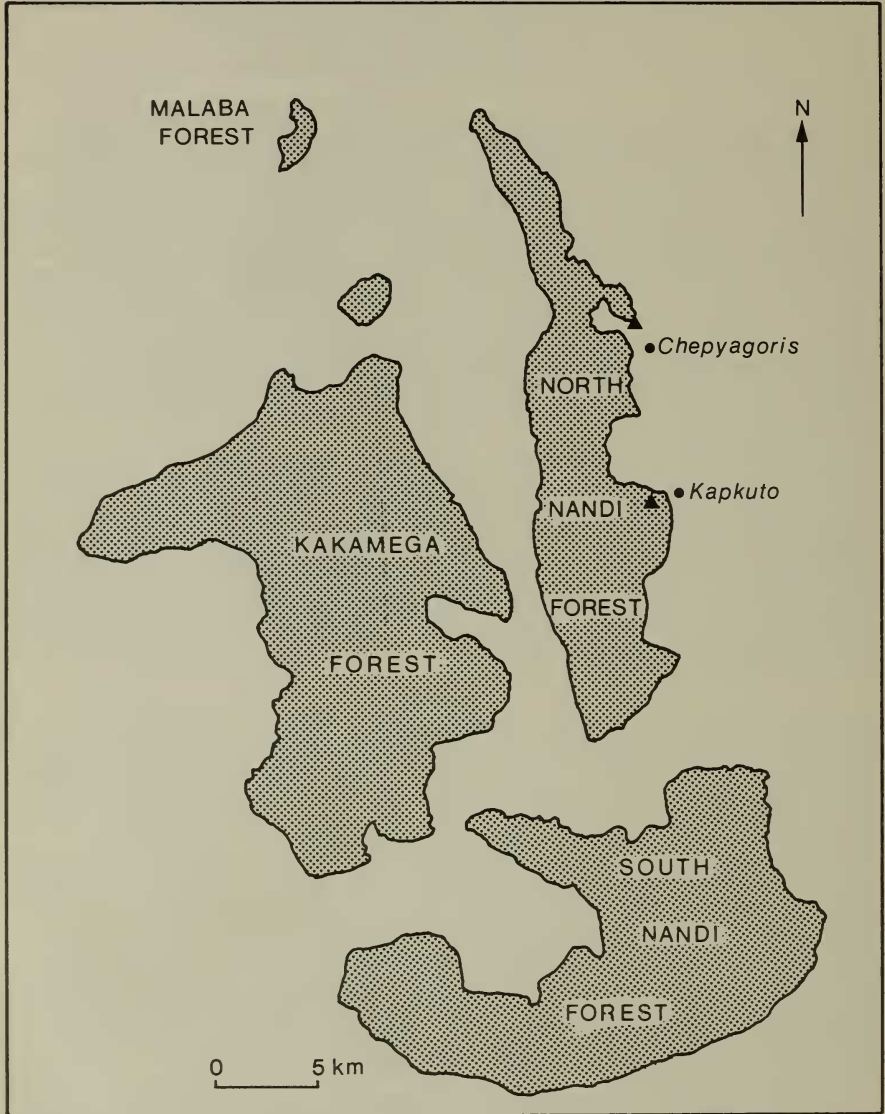 MALABA
FOREST
N
Chepyagoris
NORTH
Kapkuto
NANDI
KAKAMEGA
FOREST
FOREST
SOUTH
NANDI
FOREST
0 5 km